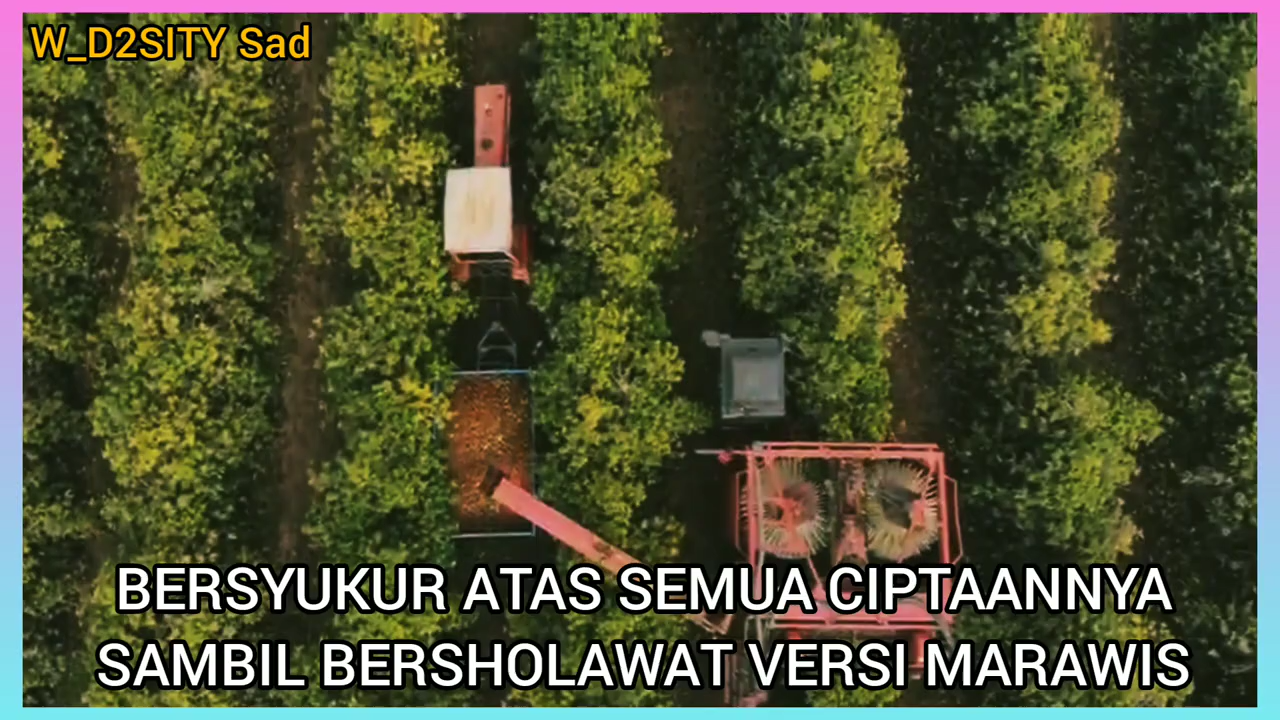 W_D2SITY Sad
BERSYUKUR ATAS SEMUA CIPTAANNYA
SAMBIL BERSHOLAWAT VERSI MARAWIS